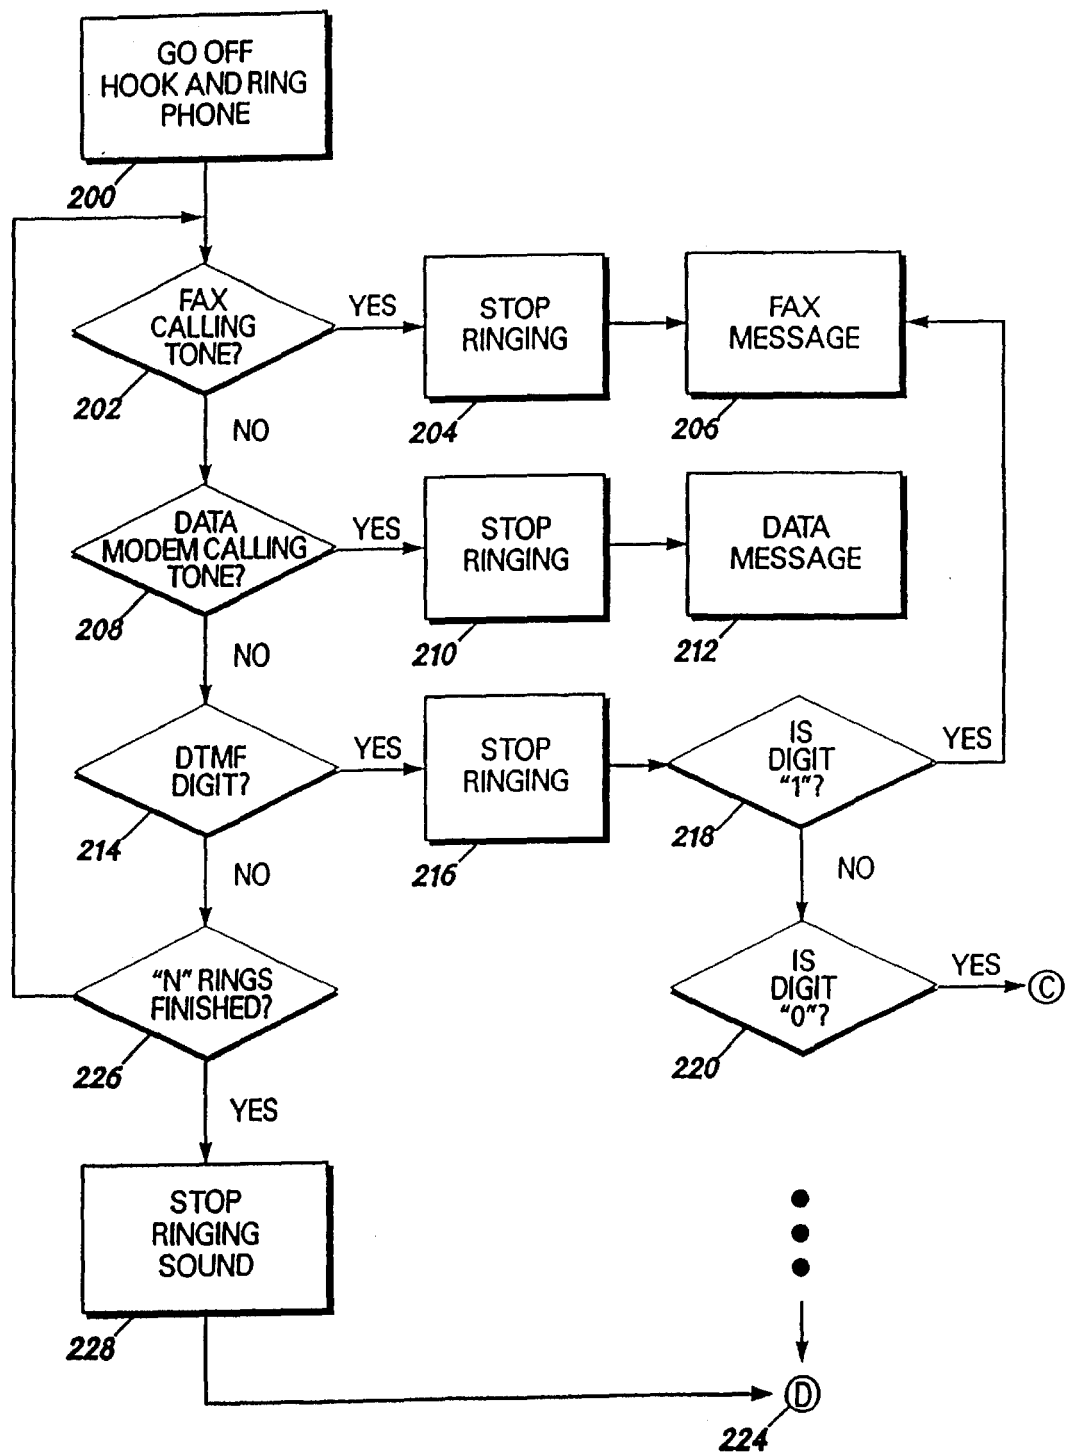 GO OFF
HOOK AND RING
PHONE
200
FAX
CALLING
TONE?
202
YES
STOP
RINGING
204
FAX
MESSAGE
206
NO
DATA
MODEM CALLING
TONE?
208
YES
STOP
RINGING
210
DATA
MESSAGE
212
NO
DTMF
DIGIT?
214
YES
STOP
RINGING
216
IS
DIGIT
"1"?
218
YES
NO
NO
"N" RINGS
FINISHED?
226
IS
DIGIT
"0"?
220
YES
C
YES
STOP
RINGING
SOUND
228
D
224